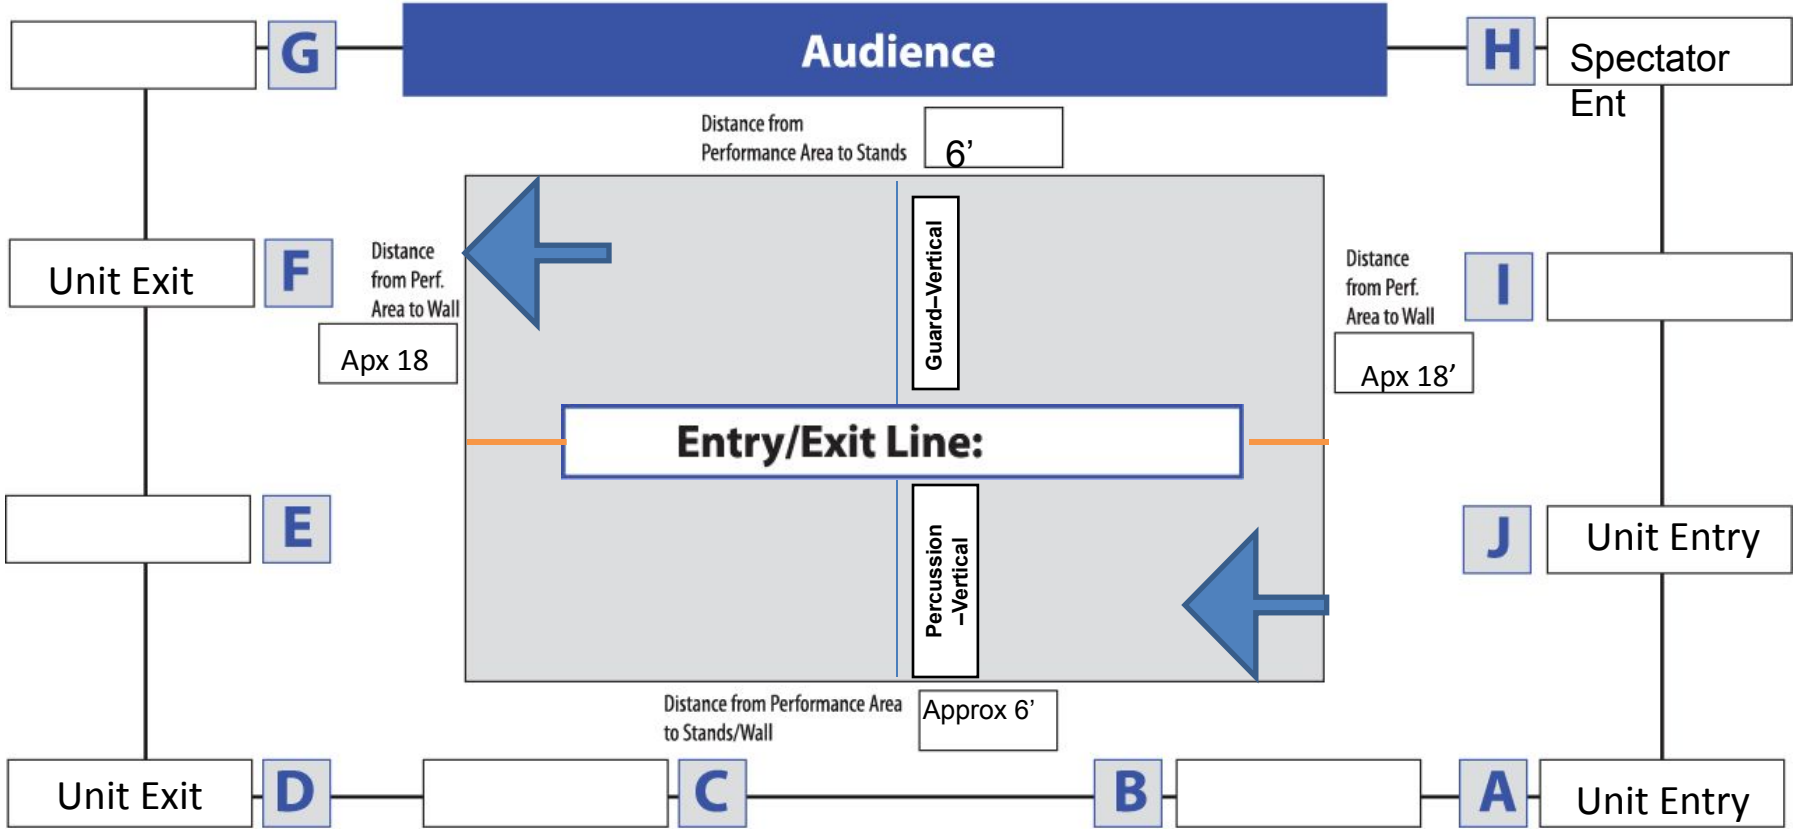 G
Audience
H
Spectator
Ent
Distance from
Performance Area to Stands
6’
Unit Exit
F
Distance
from Perf.
Area to Wall
Apx 18
Guard–Vertical
Distance
from Perf.
Area to Wall
Apx 18’
I
Entry/Exit Line:
E
Percussion
–Vertical
J
Unit Entry
Distance from Performance Area
to Stands/Wall
Approx 6’
Unit Exit
D
C
B
A
Unit Entry